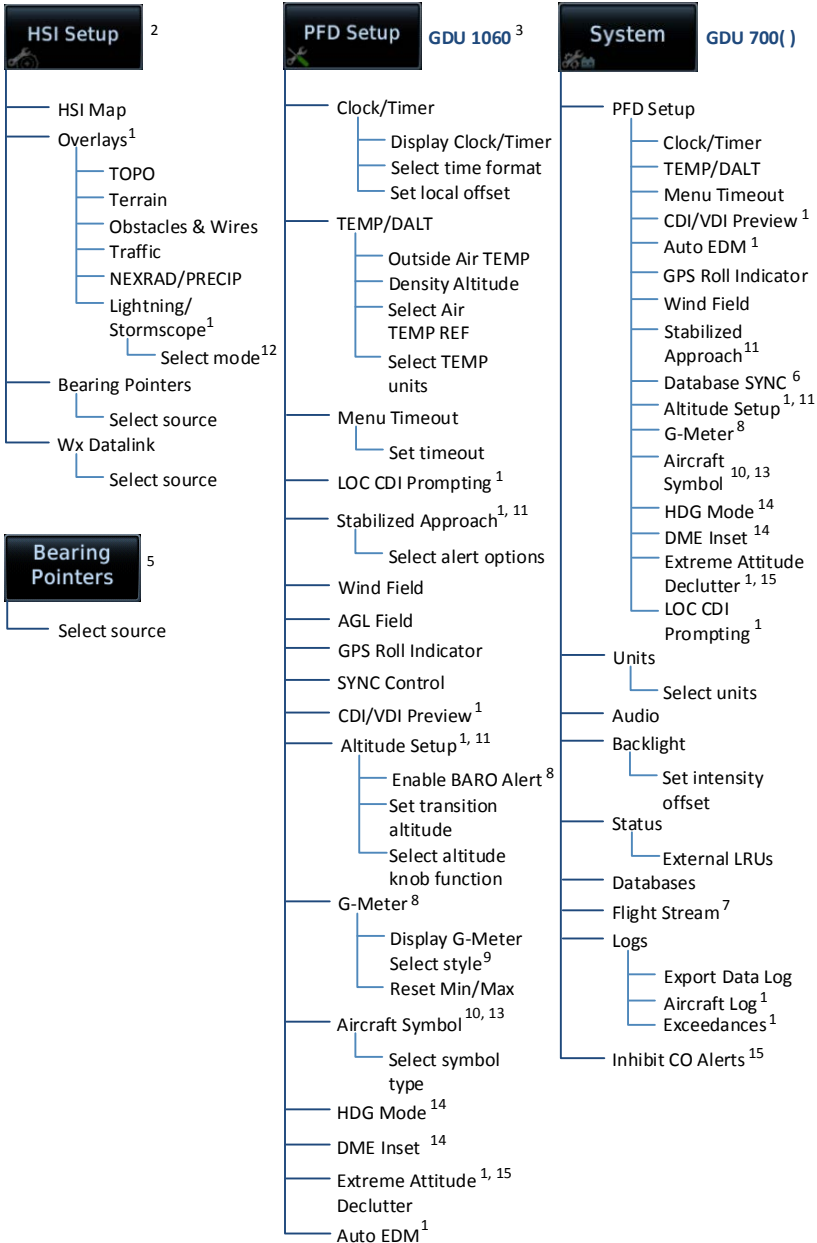 HSI Setup 2
HSI Map
Overlays1
TOPO
Terrain
Obstacles & Wires
Traffic
NEXRAD/PRECIP
Lightning/
Stormscope1
Select mode12
Bearing Pointers
Select source
Wx Datalink
Select source
Bearing
Pointers 5
Select source
PFD Setup GDU 1060 3
Clock/Timer
Display Clock/Timer
Select time format
Set local offset
TEMP/DALT
Outside Air TEMP
Density Altitude
Select Air
TEMP REF
Select TEMP
units
Menu Timeout
Set timeout
LOC CDI Prompting 1
Stabilized Approach1, 11
Select alert options
Wind Field
AGL Field
GPS Roll Indicator
SYNC Control
CDI/VDI Preview 1
Altitude Setup 1, 11
Enable BARO Alert 8
Set transition
altitude
Select altitude
knob function
G-Meter 8
Display G-Meter
Select style9
Reset Min/Max
Aircraft Symbol 10, 13
Select symbol
type
HDG Mode 14
DME Inset 14
Extreme Attitude 1, 15
Declutter
Auto EDM1
System GDU 700( )
PFD Setup
Clock/Timer
TEMP/DALT
Menu Timeout
CDI/VDI Preview 1
Auto EDM 1
GPS Roll Indicator
Wind Field
Stabilized
Approach11
Database SYNC 6
Altitude Setup 1, 11
G-Meter 8
Aircraft
Symbol 10, 13
HDG Mode 14
DME Inset 14
Extreme Attitude
Declutter 1, 15
LOC CDI
Prompting 1
Units
Select units
Audio
Backlight
Set intensity
offset
Status
External LRUs
Databases
Flight Stream 7
Logs
Export Data Log
Aircraft Log 1
Exceedances 1
Inhibit CO Alerts 15